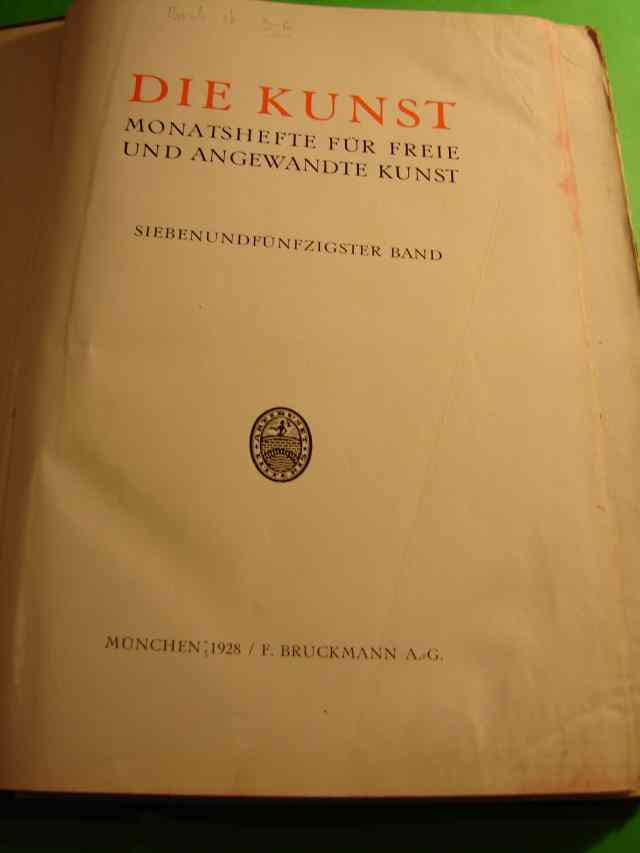 DIE KUNST
MONATSHEFTE FÜR FREIE
UND ANGEWANDTE KUNST
SIEBENUNDFÜNFZIGSTER BAND
MÜNCHEN 1928 / F. BRUCKMANN A.-G.